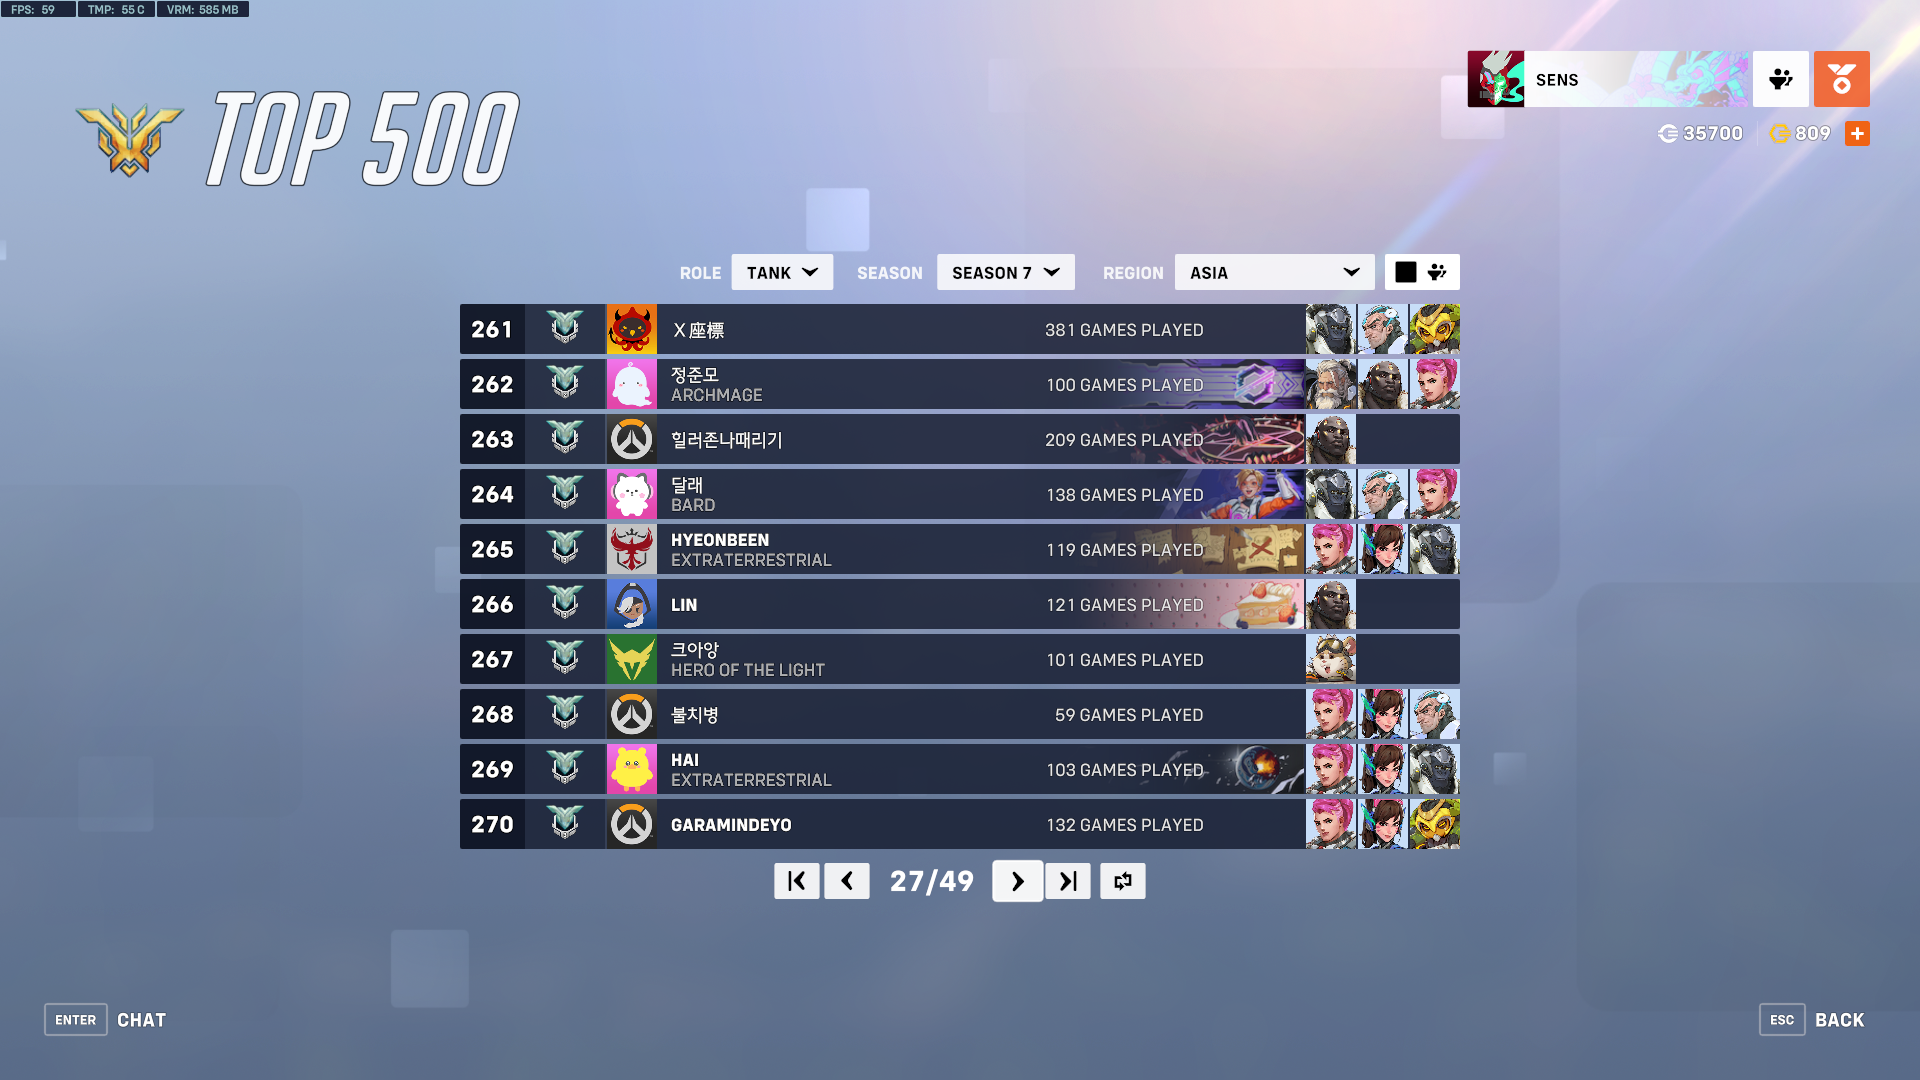 FPS: 59 TMP: 55 C VRM: 585 MB
TOP 500
SENS
35700 809
ROLE TANK SEASON SEASON 7 REGION ASIA
261 X座標 381 GAMES PLAYED
262 정준모 100 GAMES PLAYED
ARCHMAGE
263 힐러존나때리기 209 GAMES PLAYED
264 달래 138 GAMES PLAYED
BARD
265 HYEONBEEN 119 GAMES PLAYED
EXTRATERRESTRIAL
266 LIN 121 GAMES PLAYED
267 크아앙 101 GAMES PLAYED
HERO OF THE LIGHT
268 불치병 59 GAMES PLAYED
269 HAI 103 GAMES PLAYED
EXTRATERRESTRIAL
270 GARAMINDEYO 132 GAMES PLAYED
27/49
ENTER CHAT
ESC BACK